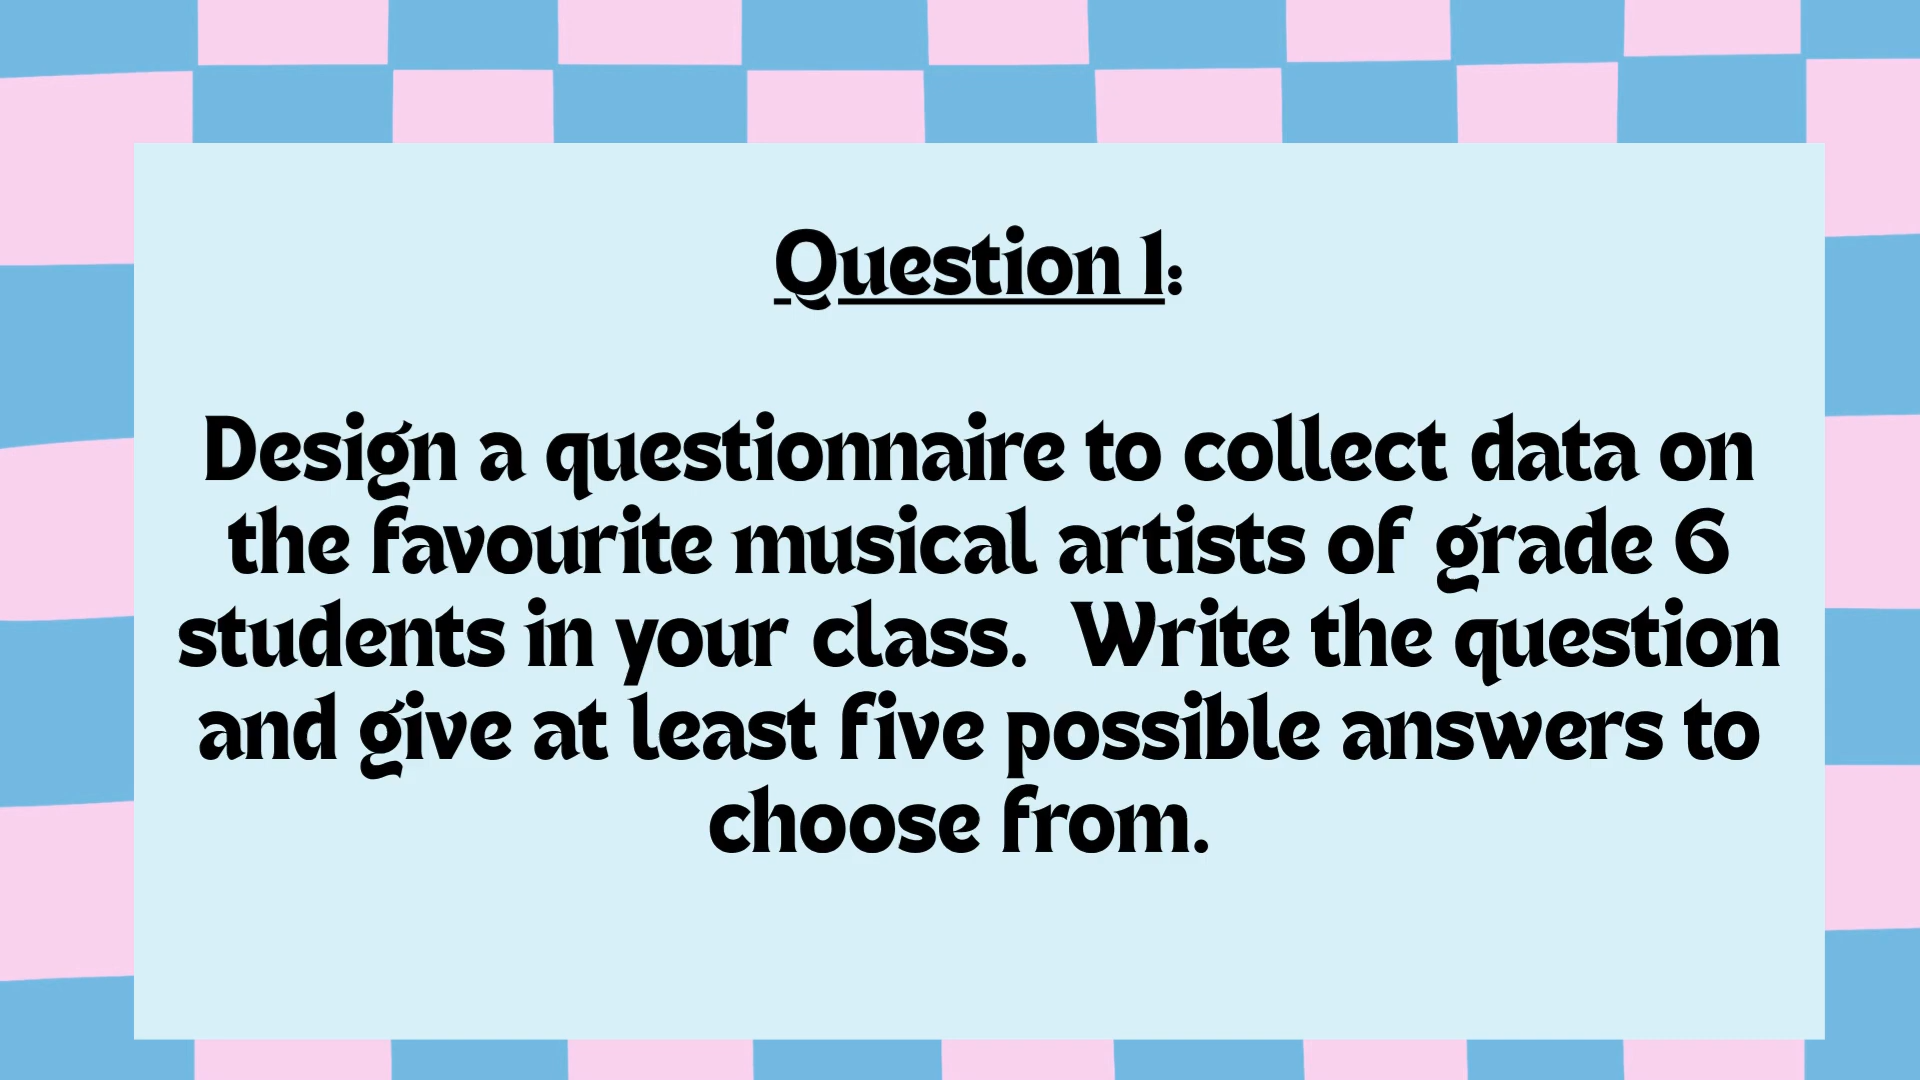 Question 1:
Design a questionnaire to collect data on
the favourite musical artists of grade 6
students in your class.  Write the question
and give at least five possible answers to
choose from.